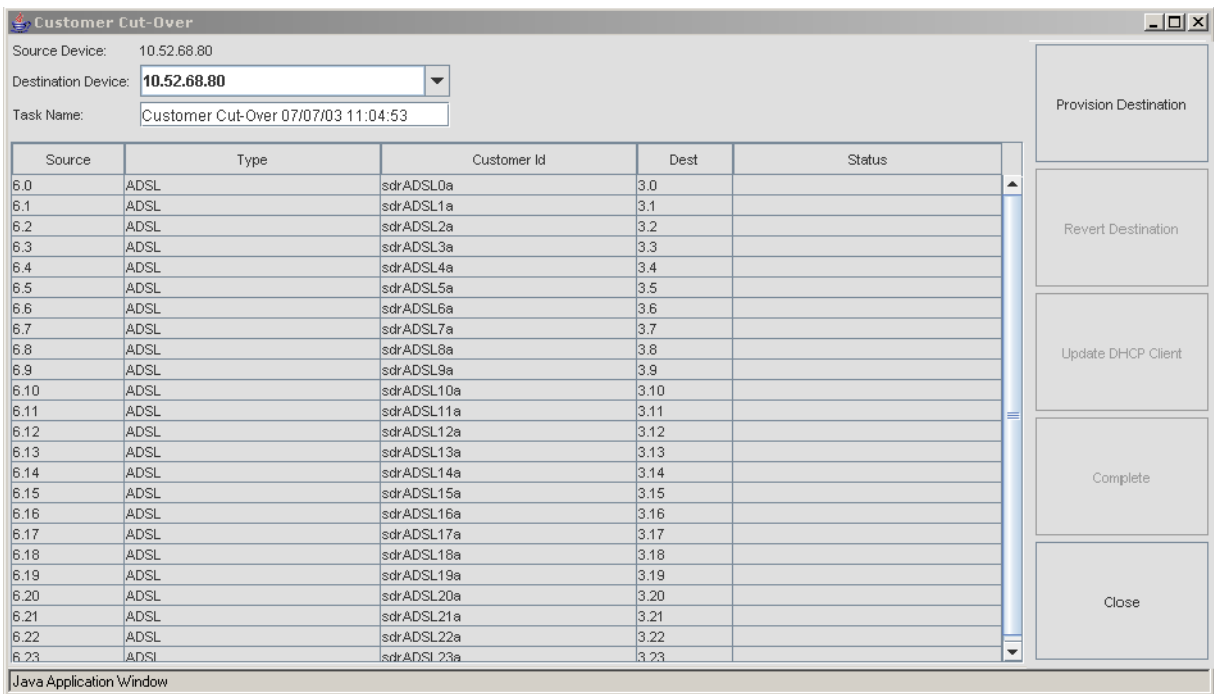 Customer Cut-Over
Source Device: 10.52.68.80
Destination Device: 10.52.68.80
Task Name: Customer Cut-Over 07/07/03 11:04:53
Source Type Customer Id Dest Status
6.0 ADSL sdrADSL0a 3.0
6.1 ADSL sdrADSL1a 3.1
6.2 ADSL sdrADSL2a 3.2
6.3 ADSL sdrADSL3a 3.3
6.4 ADSL sdrADSL4a 3.4
6.5 ADSL sdrADSL5a 3.5
6.6 ADSL sdrADSL6a 3.6
6.7 ADSL sdrADSL7a 3.7
6.8 ADSL sdrADSL8a 3.8
6.9 ADSL sdrADSL9a 3.9
6.10 ADSL sdrADSL10a 3.10
6.11 ADSL sdrADSL11a 3.11
6.12 ADSL sdrADSL12a 3.12
6.13 ADSL sdrADSL13a 3.13
6.14 ADSL sdrADSL14a 3.14
6.15 ADSL sdrADSL15a 3.15
6.16 ADSL sdrADSL16a 3.16
6.17 ADSL sdrADSL17a 3.17
6.18 ADSL sdrADSL18a 3.18
6.19 ADSL sdrADSL19a 3.19
6.20 ADSL sdrADSL20a 3.20
6.21 ADSL sdrADSL21a 3.21
6.22 ADSL sdrADSL22a 3.22
6.23 ADSL sdrADSL23a 3.23
Provision Destination
Revert Destination
Update DHCP Client
Complete
Close
Java Application Window